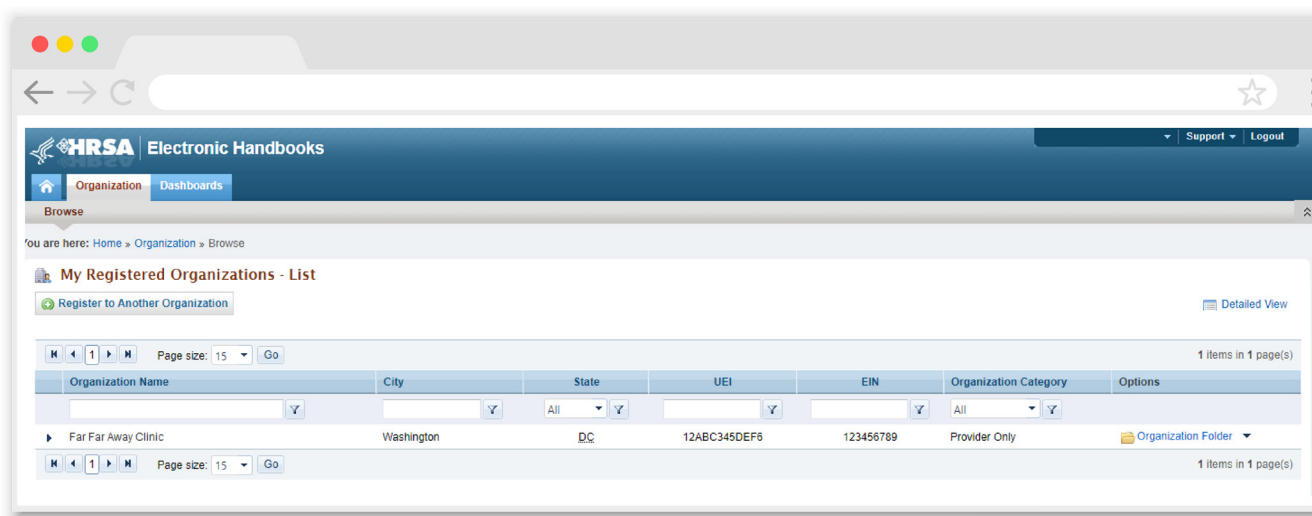 HRSA Electronic Handbooks
Support Logout
Organization Dashboards
Browse
You are here: Home » Organization » Browse
My Registered Organizations - List
Register to Another Organization Detailed View
1 Page size: 15 Go 1 items in 1 page(s)
Organization Name City State UEI EIN Organization Category Options
All All
Far Far Away Clinic Washington DC 12ABC345DEF6 123456789 Provider Only Organization Folder
1 Page size: 15 Go 1 items in 1 page(s)